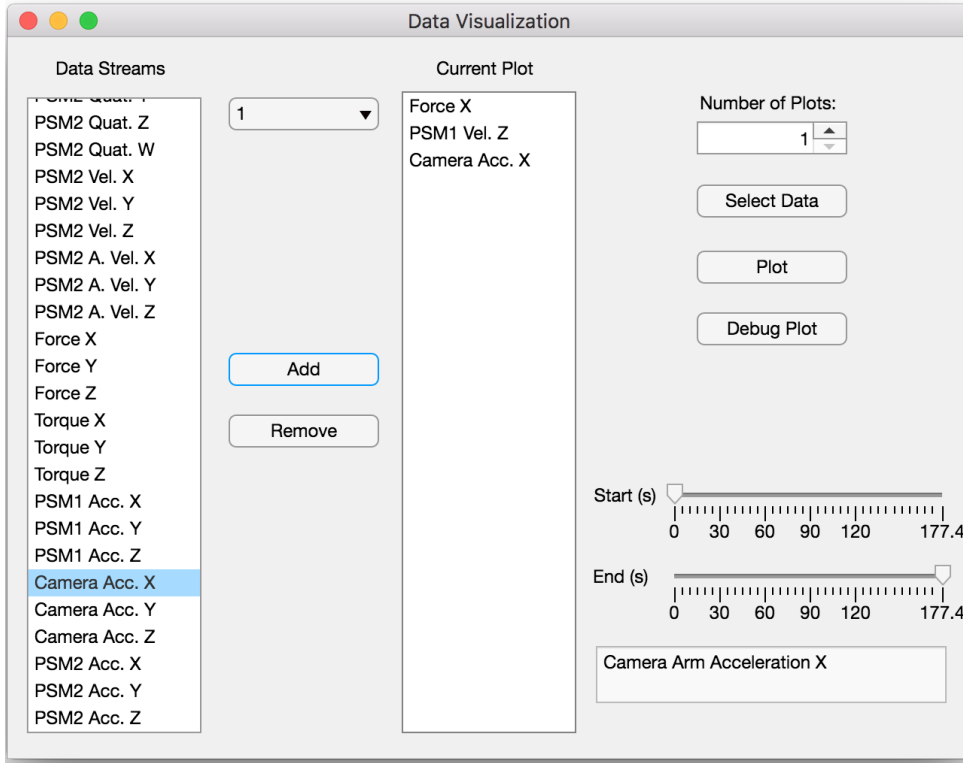 Data Visualization
Data Streams
PSM2 Quat. Z
PSM2 Quat. W
PSM2 Vel. X
PSM2 Vel. Y
PSM2 Vel. Z
PSM2 A. Vel. X
PSM2 A. Vel. Y
PSM2 A. Vel. Z
Force X
Force Y
Force Z
Torque X
Torque Y
Torque Z
PSM1 Acc. X
PSM1 Acc. Y
PSM1 Acc. Z
Camera Acc. X
Camera Acc. Y
Camera Acc. Z
PSM2 Acc. X
PSM2 Acc. Y
PSM2 Acc. Z
1
Add
Remove
Current Plot
Force X
PSM1 Vel. Z
Camera Acc. X
Number of Plots:
1
Select Data
Plot
Debug Plot
Start (s)
0 30 60 90 120 177.4
End (s)
0 30 60 90 120 177.4
Camera Arm Acceleration X